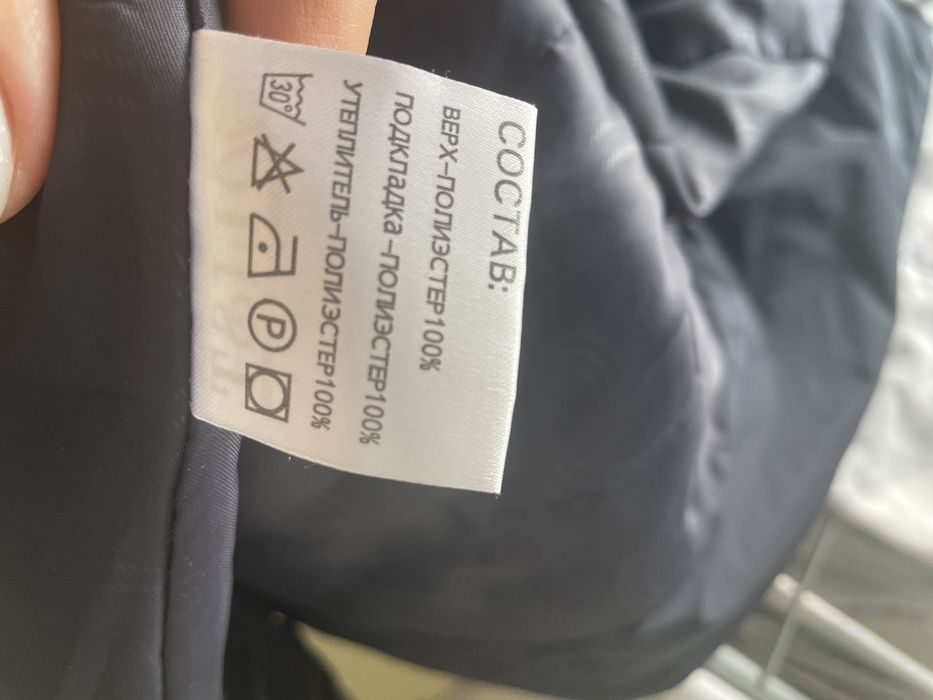 СОСТАВ:
ВЕРХ-ПОЛИЭСТЕР100%
ПОДКЛАДКА-ПОЛИЭСТЕР100%
УТЕПЛИТЕЛЬ-ПОЛИЭСТЕР100%
30° P